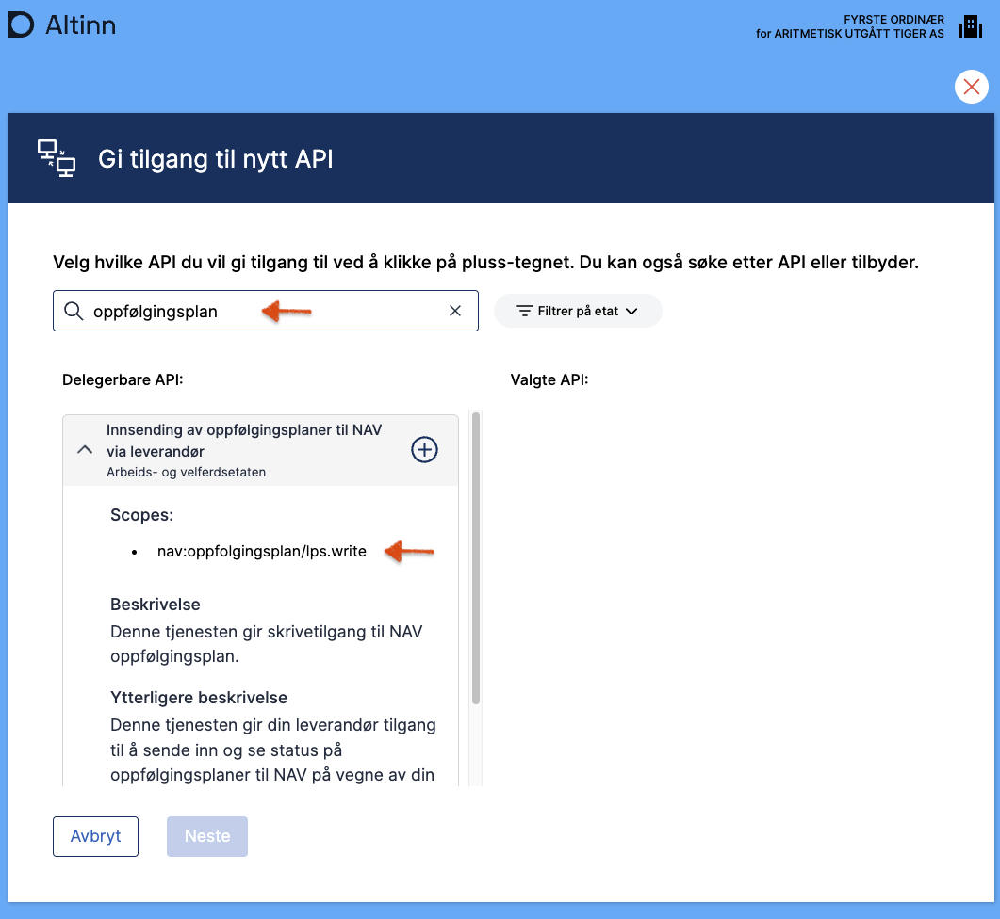 Altinn
FYRSTE ORDINÆR
for ARITMETISK UTGÅTT TIGER AS
Gi tilgang til nytt API
Velg hvilke API du vil gi tilgang til ved å klikke på pluss-tegnet. Du kan også søke etter API eller tilbyder.
oppfølgingsplan
Filtrer på etat
Delegerbare API:
Valgte API:
Innsending av oppfølgingsplaner til NAV
via leverandør
Arbeids- og velferdsetaten
Scopes:
• nav:oppfolgingsplan/lps.write
Beskrivelse
Denne tjenesten gir skrivetilgang til NAV
oppfølgingsplan.
Ytterligere beskrivelse
Denne tjenesten gir din leverandør tilgang
til å sende inn og se status på
oppfølgingsplaner til NAV på vegne av din
Avbryt
Neste